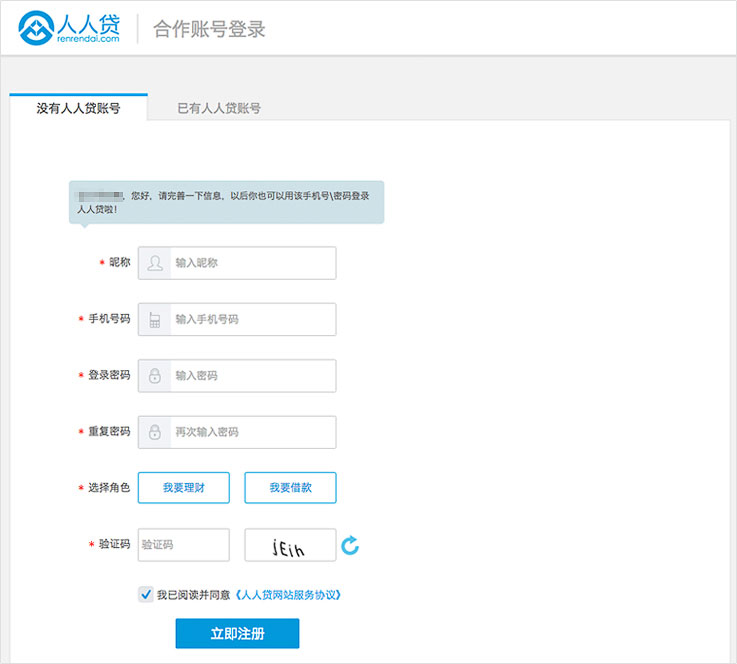 人人贷
renrendai.com
合作账号登录
没有人人贷账号 已有人人贷账号
，您好，请完善一下信息，以后你也可以用该手机号\密码登录
人人贷啦！
* 昵称 输入昵称
* 手机号码 输入手机号码
* 登录密码 输入密码
* 重复密码 再次输入密码
* 选择角色 我要理财 我要借款
* 验证码 验证码 jEih
我已阅读并同意《人人贷网站服务协议》
立即注册